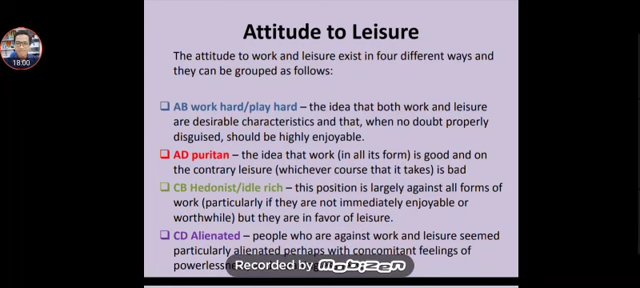 Attitude to Leisure
The attitude to work and leisure exist in four different ways and
they can be grouped as follows:
AB work hard/play hard – the idea that both work and leisure
are desirable characteristics and that, when no doubt properly
disguised, should be highly enjoyable.
AD puritan – the idea that work (in all its form) is good and on
the contrary leisure (whichever course that it takes) is bad
CB Hedonist/idle rich – this position is largely against all forms of
work (particularly if they are not immediately enjoyable or
worthwhile) but they are in favor of leisure.
CD Alienated – people who are against work and leisure seemed
particularly alienated perhaps with concomitant feelings of
18:00
Recorded by mobizen